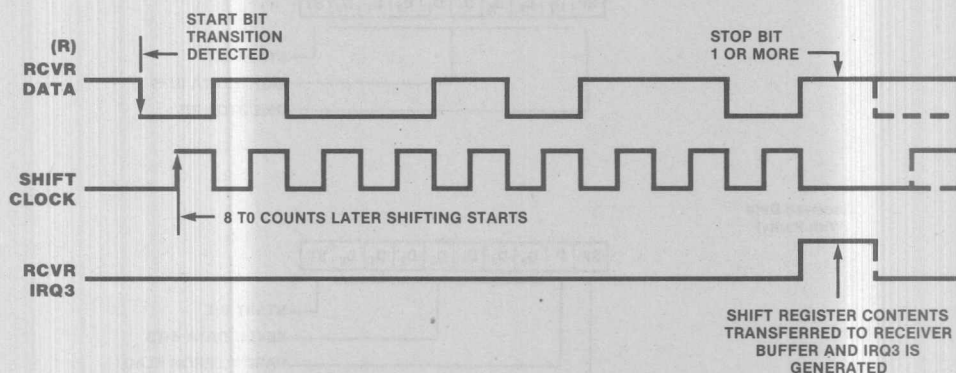 START BIT
TRANSITION
DETECTED
(R)
RCVR
DATA
STOP BIT
1 OR MORE
SHIFT
CLOCK
8 T0 COUNTS LATER SHIFTING STARTS
RCVR
IRQ3
SHIFT REGISTER CONTENTS
TRANSFERRED TO RECEIVER
BUFFER AND IRQ3 IS
GENERATED